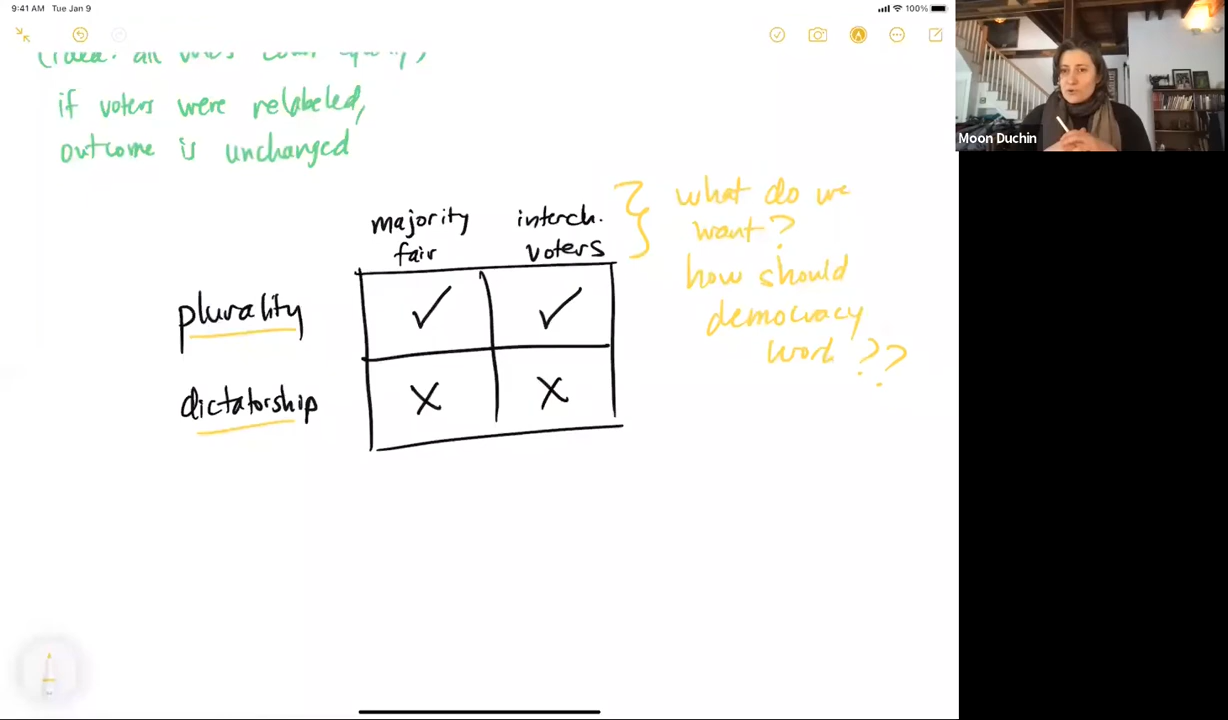 9:41 AM Tue Jan 9
100%
Moon Duchin
if voters were relabeled,
outcome is unchanged
majority
fair
interch.
voters
what do we
want?
how should
democracy
work??
plurality ✓ ✓
dictatorship X X